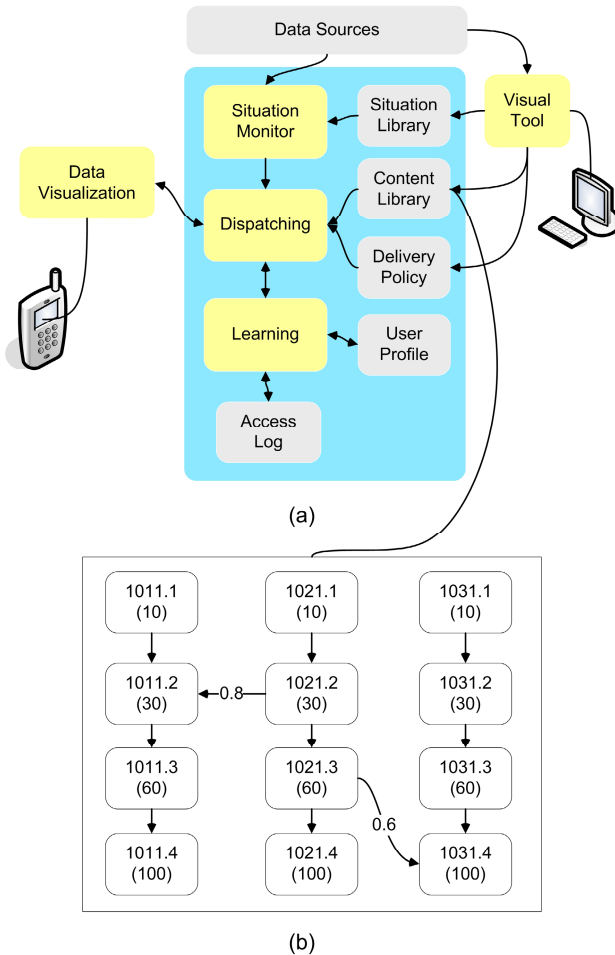 Data Sources
Situation
Monitor
Situation
Library
Visual
Tool
Data
Visualization
Dispatching
Content
Library
Delivery
Policy
Learning
User
Profile
Access
Log
(a)
1011.1
(10)
1021.1
(10)
1031.1
(10)
1011.2
(30)
0.8
1021.2
(30)
1031.2
(30)
1011.3
(60)
1021.3
(60)
1031.3
(60)
0.6
1011.4
(100)
1021.4
(100)
1031.4
(100)
(b)